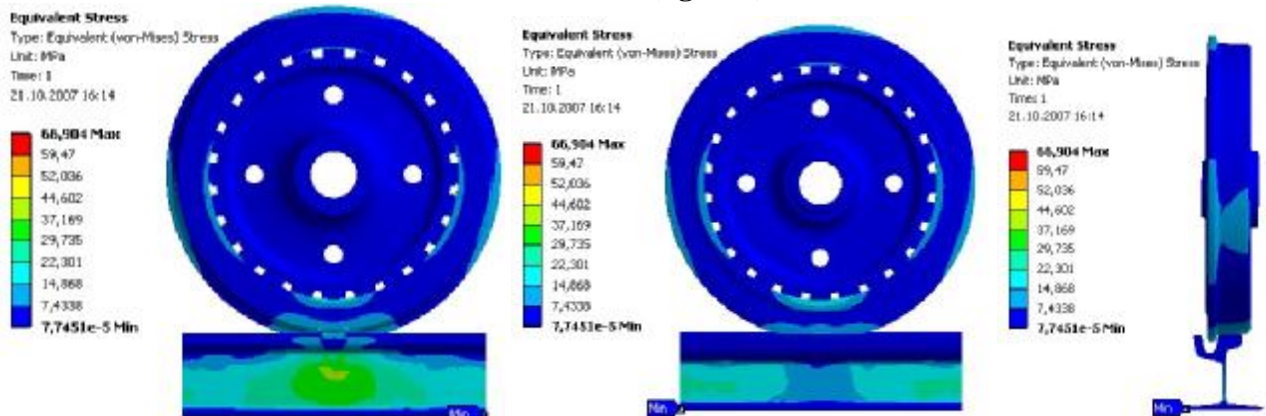 Equivalent Stress
Type: Equivalent (von-Mises) Stress
Unit: MPa
Time: 1
21.10.2007 16:14
66,904 Max
59,47
52,036
44,602
37,169
29,735
22,301
14,868
7,4338
7,7451e-5 Min
Min
Equivalent Stress
Type: Equivalent (von-Mises) Stress
Unit: MPa
Time: 1
21.10.2007 16:14
66,904 Max
59,47
52,036
44,602
37,169
29,735
22,301
14,868
7,4338
7,7451e-5 Min
Min
Equivalent Stress
Type: Equivalent (von-Mises) Stress
Unit: MPa
Time: 1
21.10.2007 16:14
66,904 Max
59,47
52,036
44,602
37,169
29,735
22,301
14,868
7,4338
7,7451e-5 Min
Min